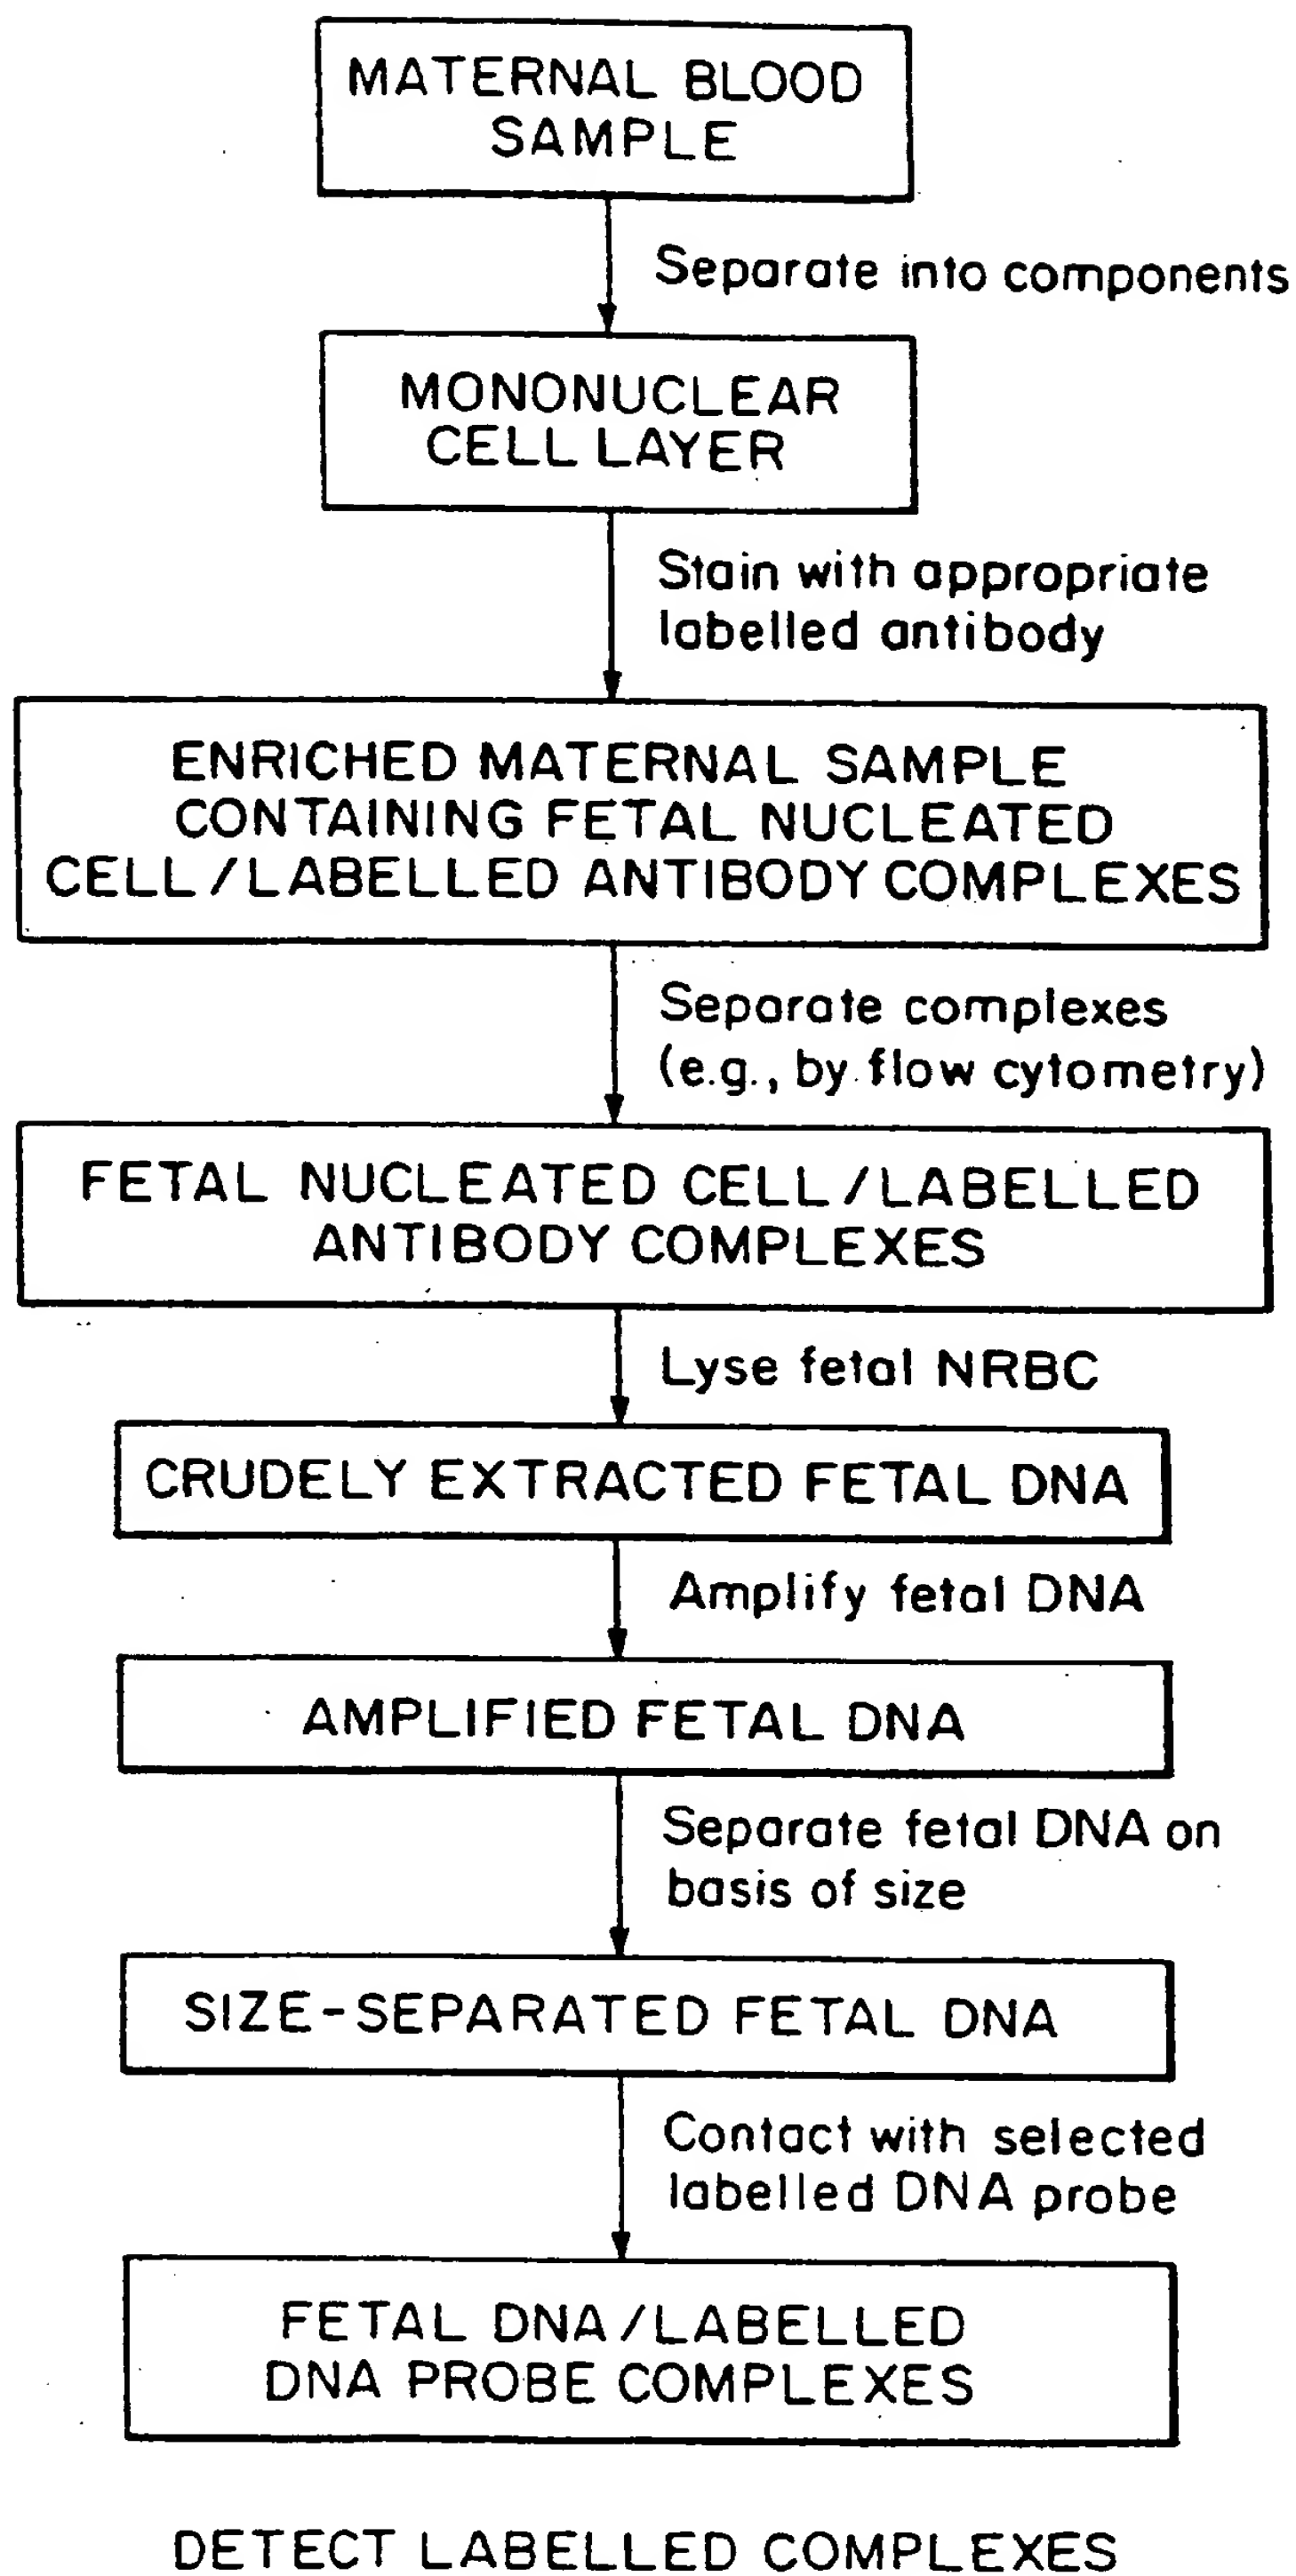 MATERNAL BLOOD
SAMPLE
Separate into components
MONONUCLEAR
CELL LAYER
Stain with appropriate
labelled antibody
ENRICHED MATERNAL SAMPLE
CONTAINING FETAL NUCLEATED
CELL/LABELLED ANTIBODY COMPLEXES
Separate complexes
(e.g., by flow cytometry)
FETAL NUCLEATED CELL/LABELLED
ANTIBODY COMPLEXES
Lyse fetal NRBC
CRUDELY EXTRACTED FETAL DNA
Amplify fetal DNA
AMPLIFIED FETAL DNA
Separate fetal DNA on
basis of size
SIZE-SEPARATED FETAL DNA
Contact with selected
labelled DNA probe
FETAL DNA/LABELLED
DNA PROBE COMPLEXES
DETECT LABELLED COMPLEXES